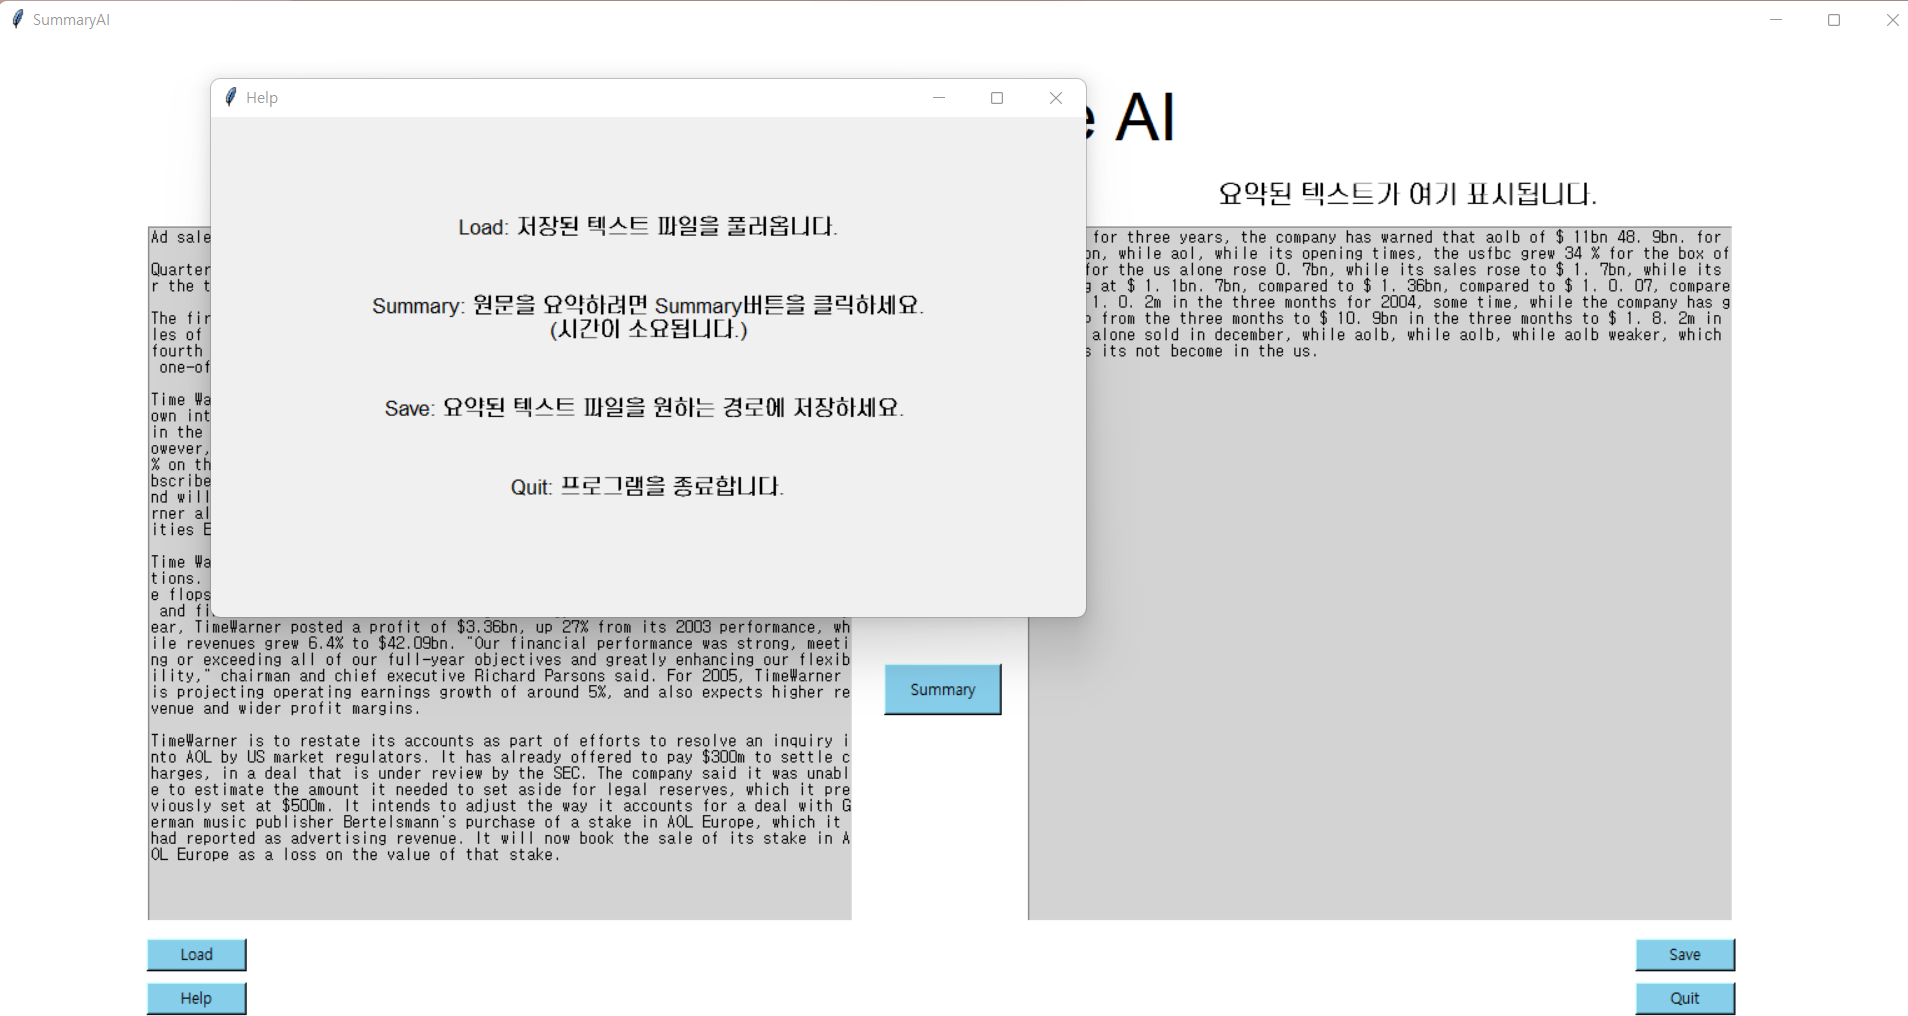 SummaryAI
Help
AI
요약된 텍스트가 여기 표시됩니다.
Load: 저장된 텍스트 파일을 풀러옵니다.
Summary: 원문을 요약하려면 Summary버튼을 클릭하세요.
(시간이 소요됩니다.)
Save: 요약된 텍스트 파일을 원하는 경로에 저장하세요.
Quit: 프로그램을 종료합니다.
Ad sale
Quarter
r the t
The fir
les of
fourth
one-of
Time Wa
own int
in the
owever,
% on th
bscribe
nd will
rner al
ities E
Time Wa
tions.
e flops
and fi
ear, TimeWarner posted a profit of $3.36bn, up 27% from its 2003 performance, wh
ile revenues grew 6.4% to $42.09bn. "Our financial performance was strong, meeti
ng or exceeding all of our full-year objectives and greatly enhancing our flexib
ility," chairman and chief executive Richard Parsons said. For 2005, TimeWarner
is projecting operating earnings growth of around 5%, and also expects higher re
venue and wider profit margins.
TimeWarner is to restate its accounts as part of efforts to resolve an inquiry i
nto AOL by US market regulators. It has already offered to pay $300m to settle c
harges, in a deal that is under review by the SEC. The company said it was unabl
e to estimate the amount it needed to set aside for legal reserves, which it pre
viously set at $500m. It intends to adjust the way it accounts for a deal with G
erman music publisher Bertelsmann's purchase of a stake in AOL Europe, which it
had reported as advertising revenue. It will now book the sale of its stake in A
OL Europe as a loss on the value of that stake.
Summary
for three years, the company has warned that aolb of $ 11bn 48. 9bn. for
on, while aol, while its opening times, the usfbc grew 34 % for the box of
for the us alone rose 0. 7bn, while its sales rose to $ 1. 7bn, while its
at $ 1. 1bn. 7bn, compared to $ 1. 36bn, compared to $ 1. 0. 07, compare
1. 0. 2m in the three months for 2004, some time, while the company has g
from the three months to $ 10. 9bn in the three months to $ 1. 8. 2m in
alone sold in december, while aolb, while aolb, while aolb weaker, which
s its not become in the us.
Load
Help
Save
Quit